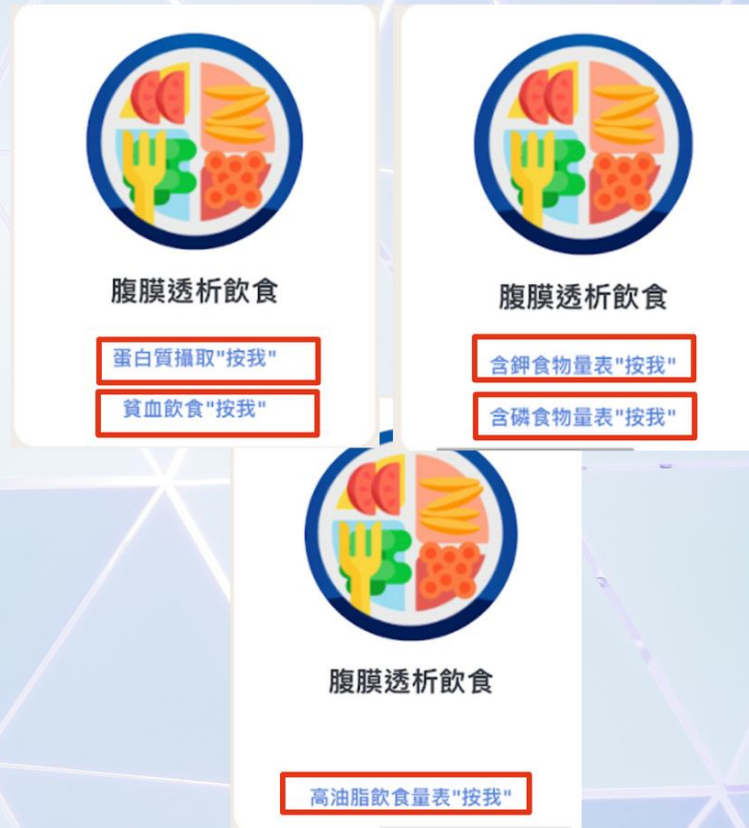 腹膜透析飲食
蛋白質攝取"按我"
貧血飲食"按我"
腹膜透析飲食
含鉀食物量表"按我"
含磷食物量表"按我"
腹膜透析飲食
高油脂飲食量表"按我"